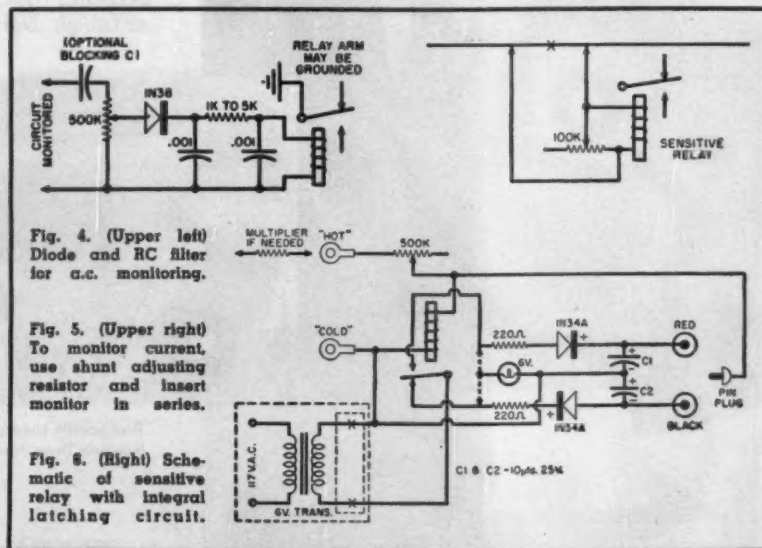 (OPTIONAL
BLOCKING C)
CIRCUIT
MONITORED
500K
IN38
1K TO 5K
.001
.001
RELAY ARM
MAY BE
GROUNDED
100K
SENSITIVE
RELAY
Fig. 4. (Upper left)
Diode and RC filter
for a.c. monitoring.
Fig. 5. (Upper right)
To monitor current,
use shunt adjusting
resistor and insert
monitor in series.
Fig. 6. (Right) Sche-
matic of sensitive
relay with integral
latching circuit.
MULTIPLIER
IF NEEDED
"HOT"
500K
"COLD"
220Ω
IN34A
RED
6V.
C1
C2
PIN
PLUG
220Ω
IN34A
BLACK
117 V.A.C.
6V. TRANS.
C1 & C2 -10μfd. 25V.